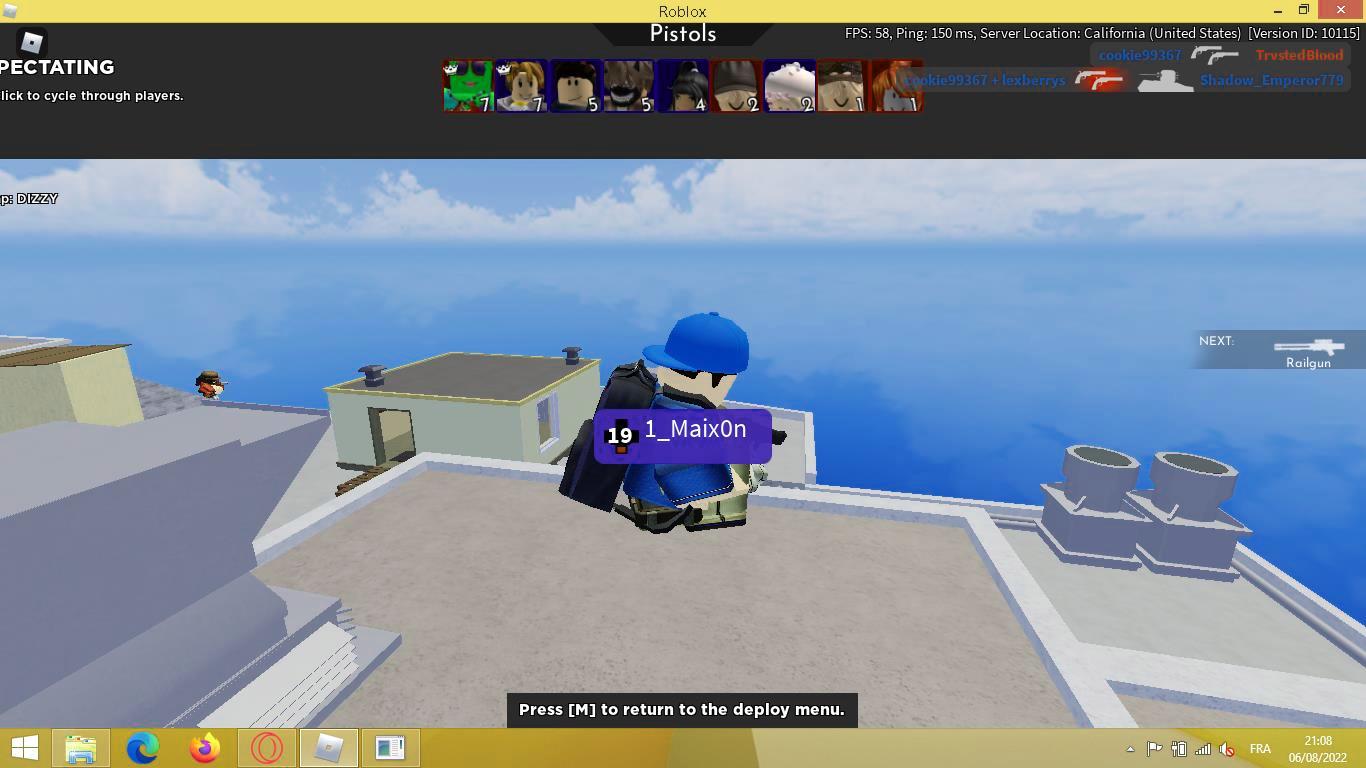 Roblox
Pistols
FPS: 58, Ping: 150 ms, Server Location: California (United States) [Version ID: 10115]
cookie99367 TrvstedBlood
PECTATING
cookie99367 + lexberrys Shadow_Emperor779
lick to cycle through players.
7 7 5 5 4 2 2 1 1
p: DIZZY
NEXT:
Railgun
19 1_Maix0n
Press [M] to return to the deploy menu.
21:08
FRA
06/08/2022